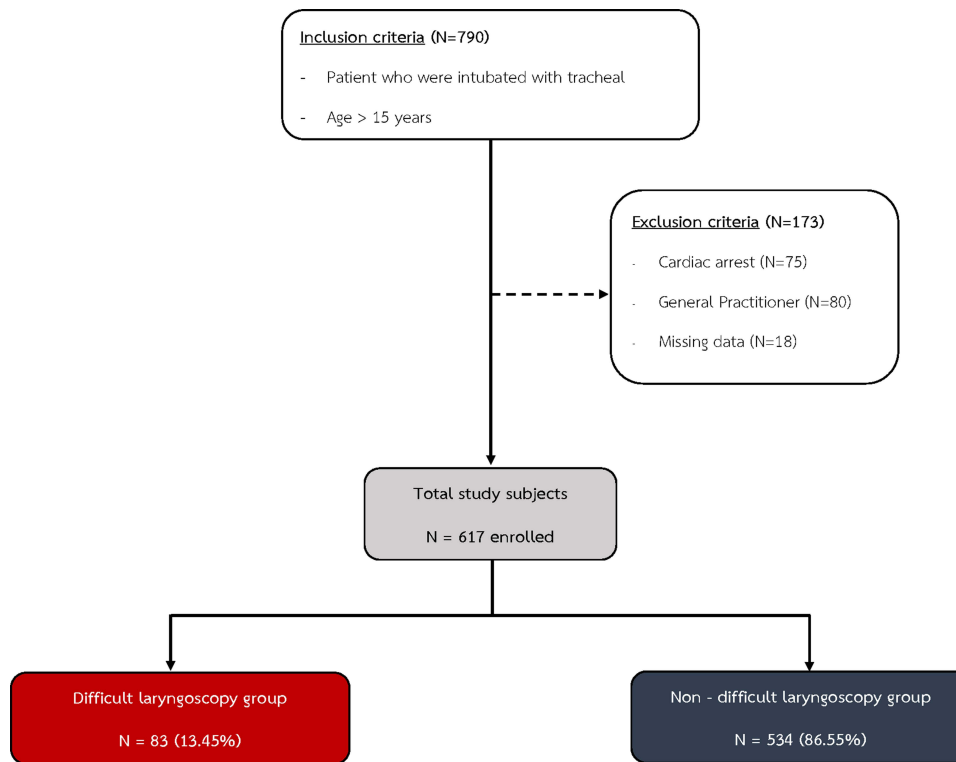 Inclusion criteria (N=790)
- Patient who were intubated with tracheal
- Age > 15 years
Exclusion criteria (N=173)
- Cardiac arrest (N=75)
- General Practitioner (N=80)
- Missing data (N=18)
Total study subjects
N = 617 enrolled
Difficult laryngoscopy group
N = 83 (13.45%)
Non - difficult laryngoscopy group
N = 534 (86.55%)